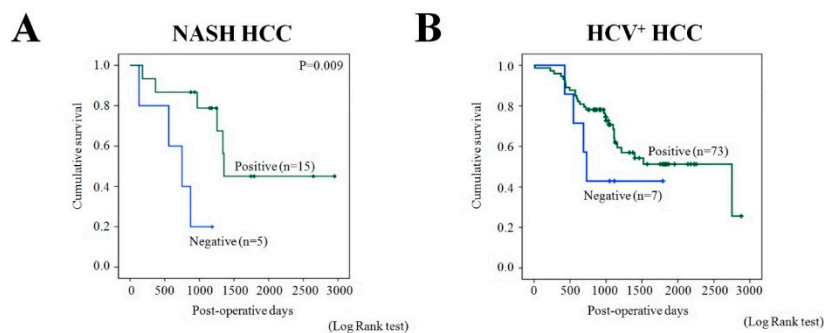 A
NASH HCC
P=0.009
Cumulative survival
1.0
0.8
0.6
0.4
0.2
0.0
Positive (n=15)
Negative (n=5)
0 500 1000 1500 2000 2500 3000
Post-operative days
(Log Rank test)
B
HCV⁺ HCC
Cumulative survival
1.0
0.8
0.6
0.4
0.2
0.0
Positive (n=73)
Negative (n=7)
0 500 1000 1500 2000 2500 3000
Post-operative days
(Log Rank test)